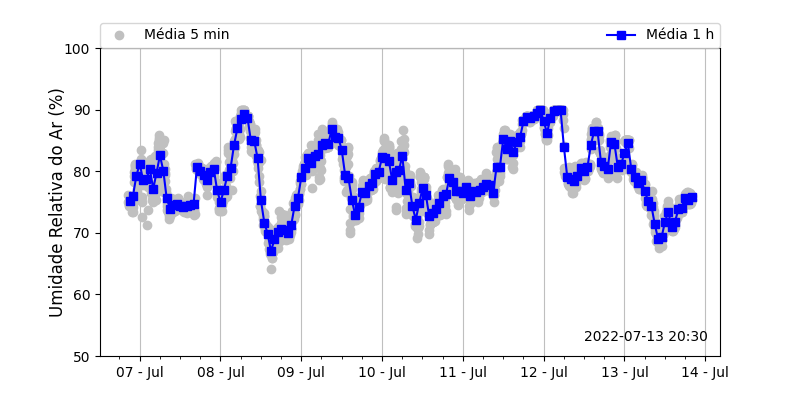 Média 5 min
Média 1 h
Umidade Relativa do Ar (%)
100
90
80
70
60
50
2022-07-13 20:30
07 - Jul
08 - Jul
09 - Jul
10 - Jul
11 - Jul
12 - Jul
13 - Jul
14 - Jul